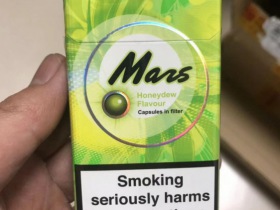 Mars
Honeydew
Flavour
Capsules in filter
Smoking
seriously harms